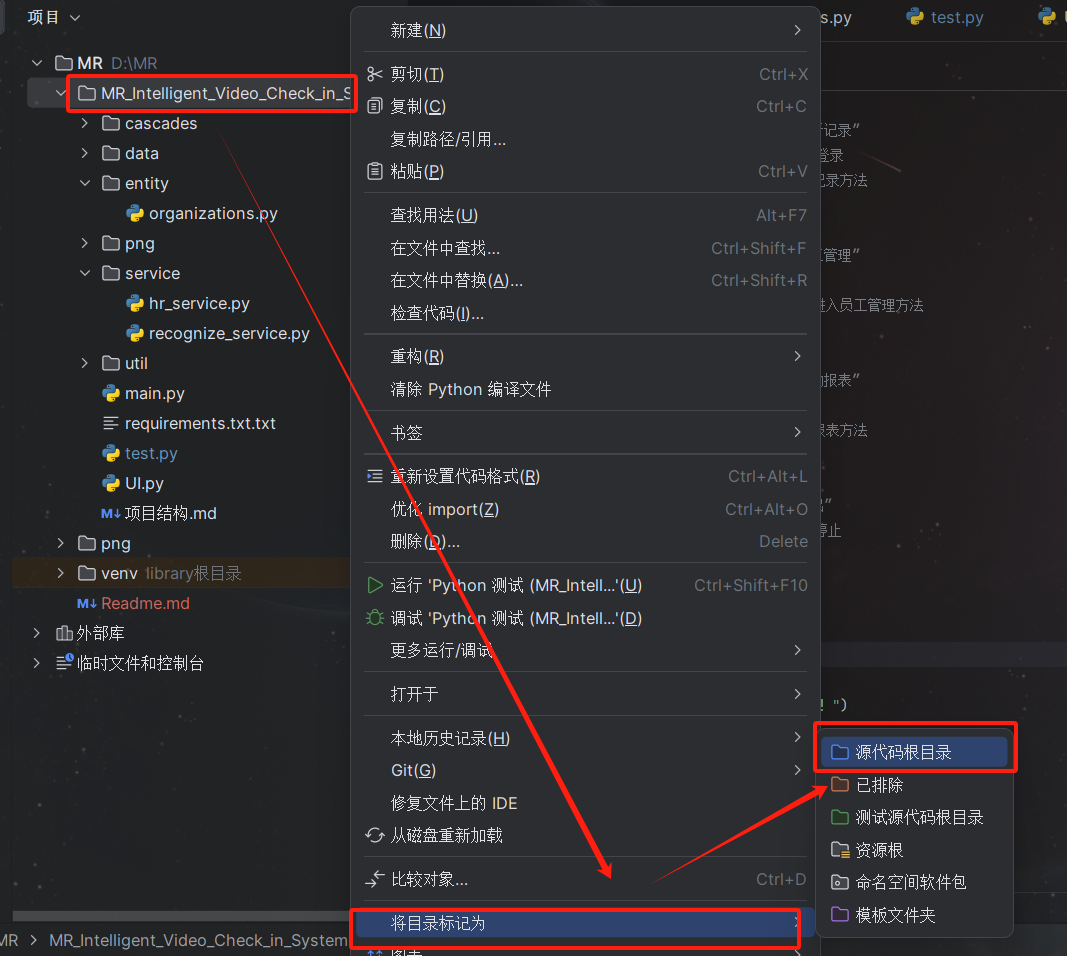 项目
MR D:\MR
MR_Intelligent_Video_Check_in_S
cascades
data
entity
organizations.py
png
service
hr_service.py
recognize_service.py
util
main.py
requirements.txt.txt
test.py
UI.py
项目结构.md
png
venv library根目录
Readme.md
外部库
临时文件和控制台
MR > MR_Intelligent_Video_Check_in_System
新建(N)
剪切(T) Ctrl+X
复制(C) Ctrl+C
复制路径/引用...
粘贴(P) Ctrl+V
查找用法(U) Alt+F7
在文件中查找... Ctrl+Shift+F
在文件中替换(A)... Ctrl+Shift+R
检查代码(I)...
重构(R)
清除 Python 编译文件
书签
重新设置代码格式(R) Ctrl+Alt+L
优化 import(Z) Ctrl+Alt+O
删除(D)... Delete
运行 'Python 测试 (MR_Intell...'(U) Ctrl+Shift+F10
调试 'Python 测试 (MR_Intell...'(D)
更多运行/调试
打开于
本地历史记录(H)
Git(G)
修复文件上的 IDE
从磁盘重新加载
比较对象... Ctrl+D
将目录标记为
源代码根目录
已排除
测试源代码根目录
资源根
命名空间软件包
模板文件夹
s.py
test.py
记录"
登录
记录方法
管理"
进入员工管理方法
报表"
报表方法
停止
! ")